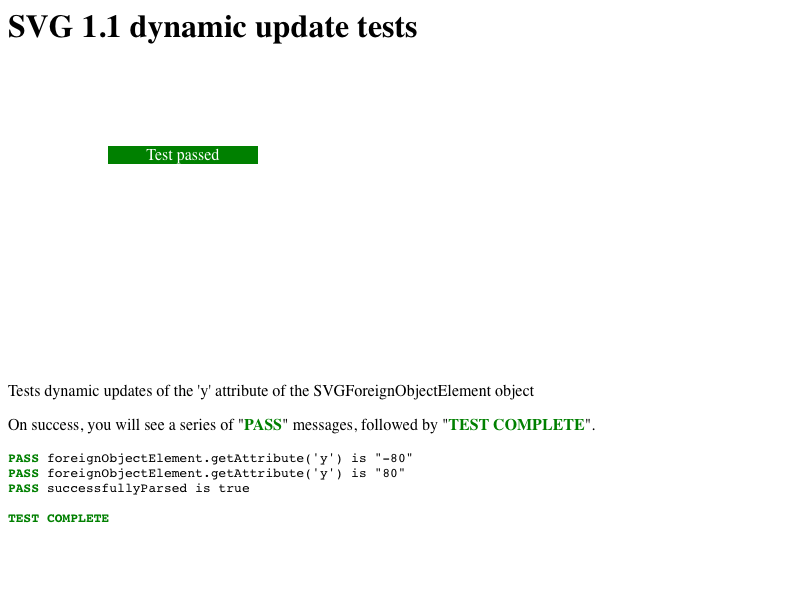 SVG 1.1 dynamic update tests
Test passed
Tests dynamic updates of the 'y' attribute of the SVGForeignObjectElement object
On success, you will see a series of "PASS" messages, followed by "TEST COMPLETE".
PASS foreignObjectElement.getAttribute('y') is "-80"
PASS foreignObjectElement.getAttribute('y') is "80"
PASS successfullyParsed is true
TEST COMPLETE